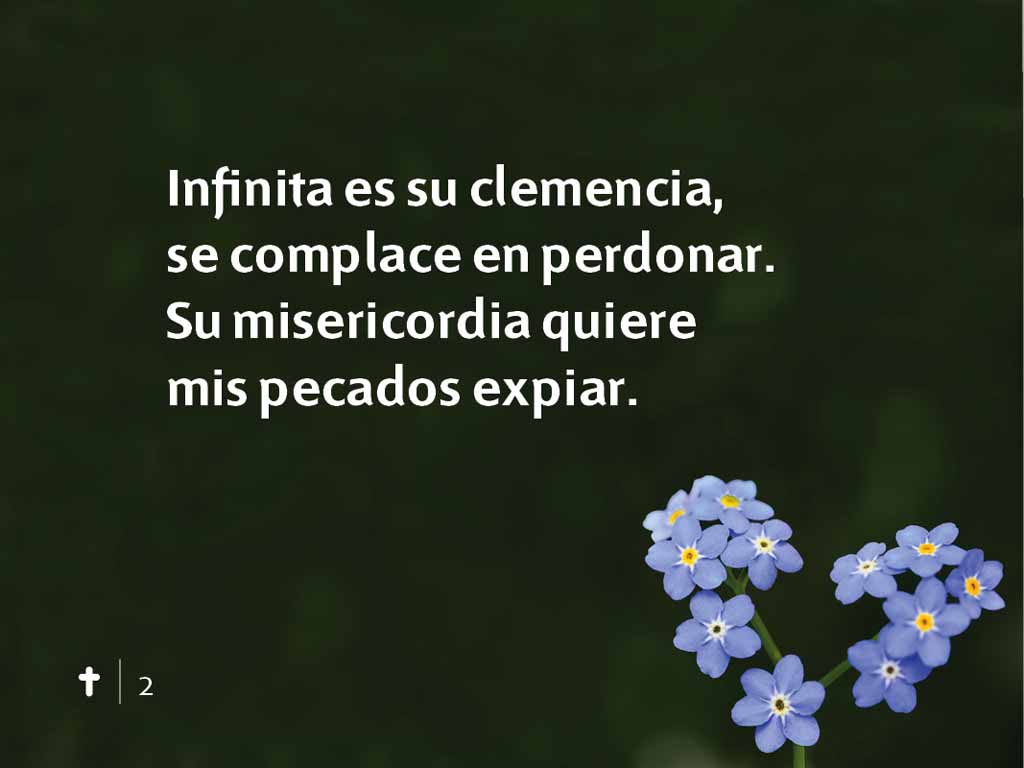 Infinita es su clemencia,
se complace en perdonar.
Su misericordia quiere
mis pecados expiar.
2